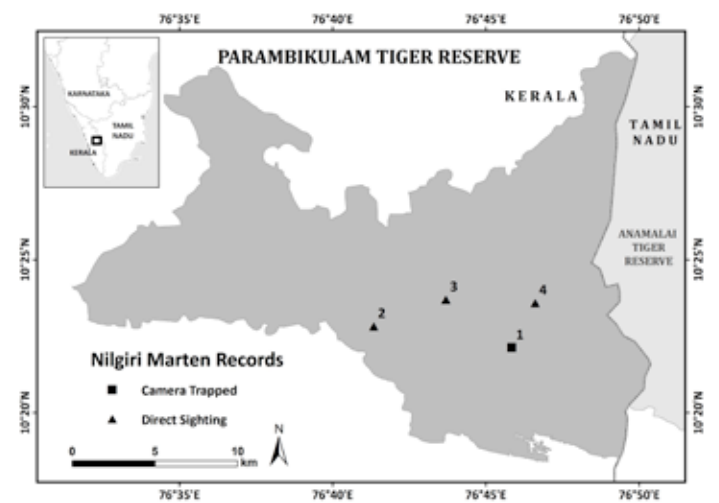 76°35'E 76°40'E 76°45'E 76°50'E
PARAMBIKULAM TIGER RESERVE
KARNATAKA
TAMIL
NADU
KERALA
KERALA
TAMIL
NADU
ANAMALAI
TIGER
RESERVE
10°30'N 10°30'N
10°25'N 10°25'N
10°20'N 10°20'N
3
4
2
1
Nilgiri Marten Records
Camera Trapped
Direct Sighting
N
0 5 10
km
76°35'E 76°40'E 76°45'E 76°50'E